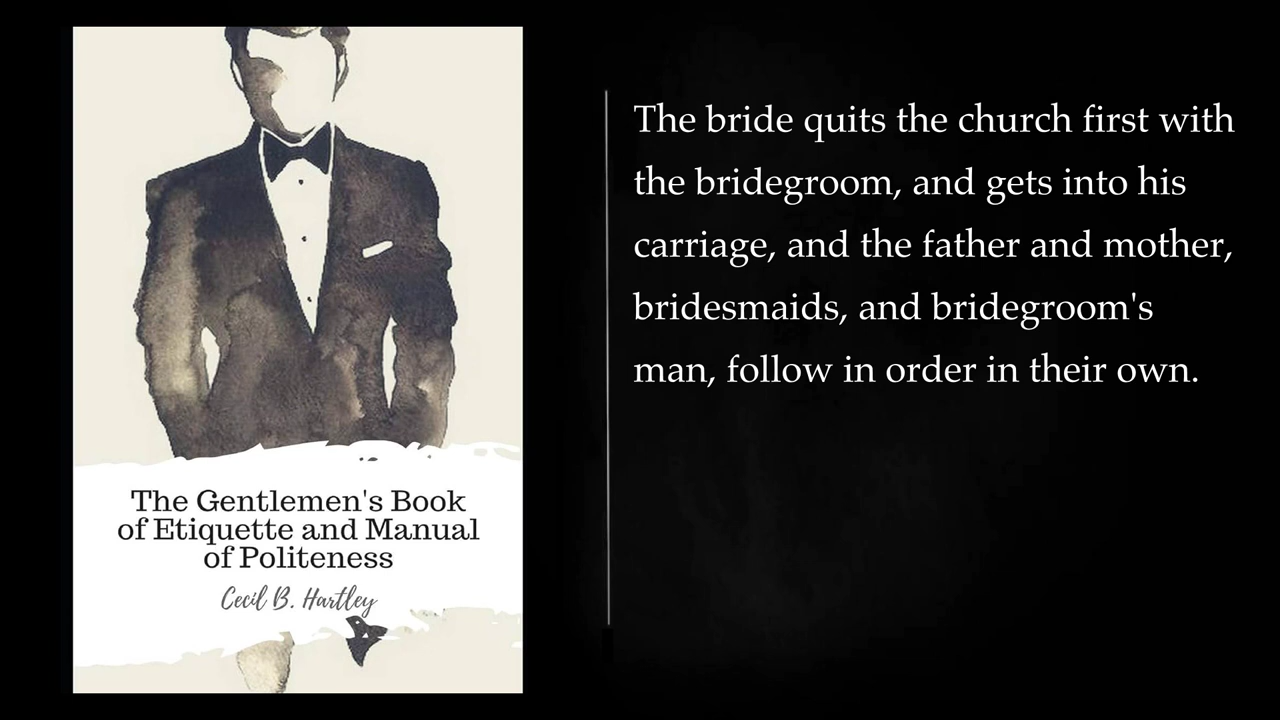 The Gentlemen's Book
of Etiquette and Manual
of Politeness
Cecil B. Hartley
The bride quits the church first with
the bridegroom, and gets into his
carriage, and the father and mother,
bridesmaids, and bridegroom's
man, follow in order in their own.